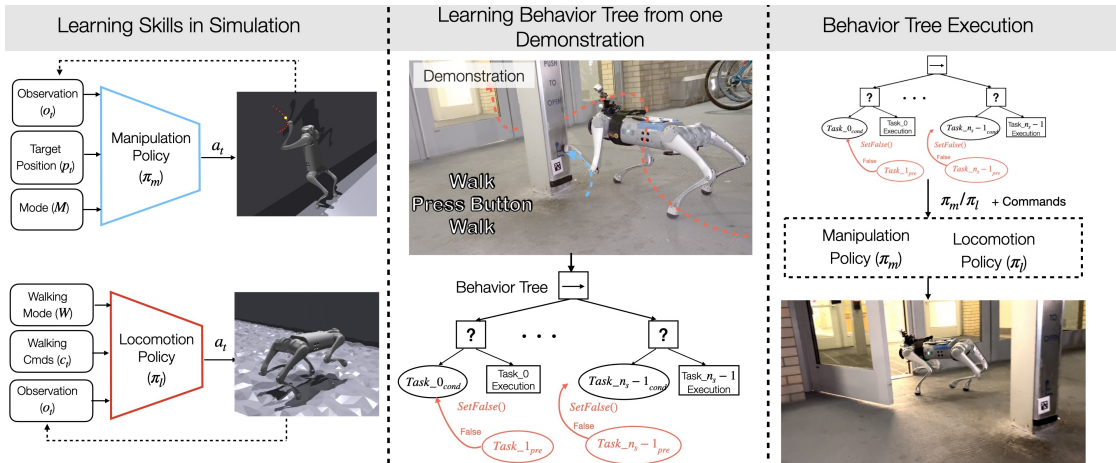 Learning Skills in Simulation
Observation
(o_t)
Target
Position (p_t)
Mode (M)
Manipulation
Policy
(π_m)
a_t
Walking
Mode (W)
Walking
Cmds (c_t)
Observation
(o_t)
Locomotion
Policy
(π_l)
a_t
Learning Behavior Tree from one
Demonstration
Demonstration
PUSH
TO
OPEN
Walk
Press Button
Walk
Behavior Tree
?
. . .
?
Task_0_cond
Task_0
Execution
Task_n_s − 1_cond
Task_n_s − 1
Execution
SetFalse()
SetFalse()
False
False
Task_1_pre
Task_n_s − 1_pre
Behavior Tree Execution
?
. . .
?
Task_0_cond
Task_0
Execution
Task_n_s − 1_cond
Task_n_s − 1
Execution
SetFalse()
SetFalse()
False
False
Task_1_pre
Task_n_s − 1_pre
π_m/π_l + Commands
Manipulation
Policy (π_m)
Locomotion
Policy (π_l)
TO